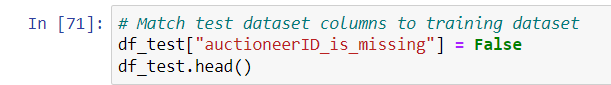 In [71]: # Match test dataset columns to training dataset
df_test["auctioneerID_is_missing"] = False
df_test.head()